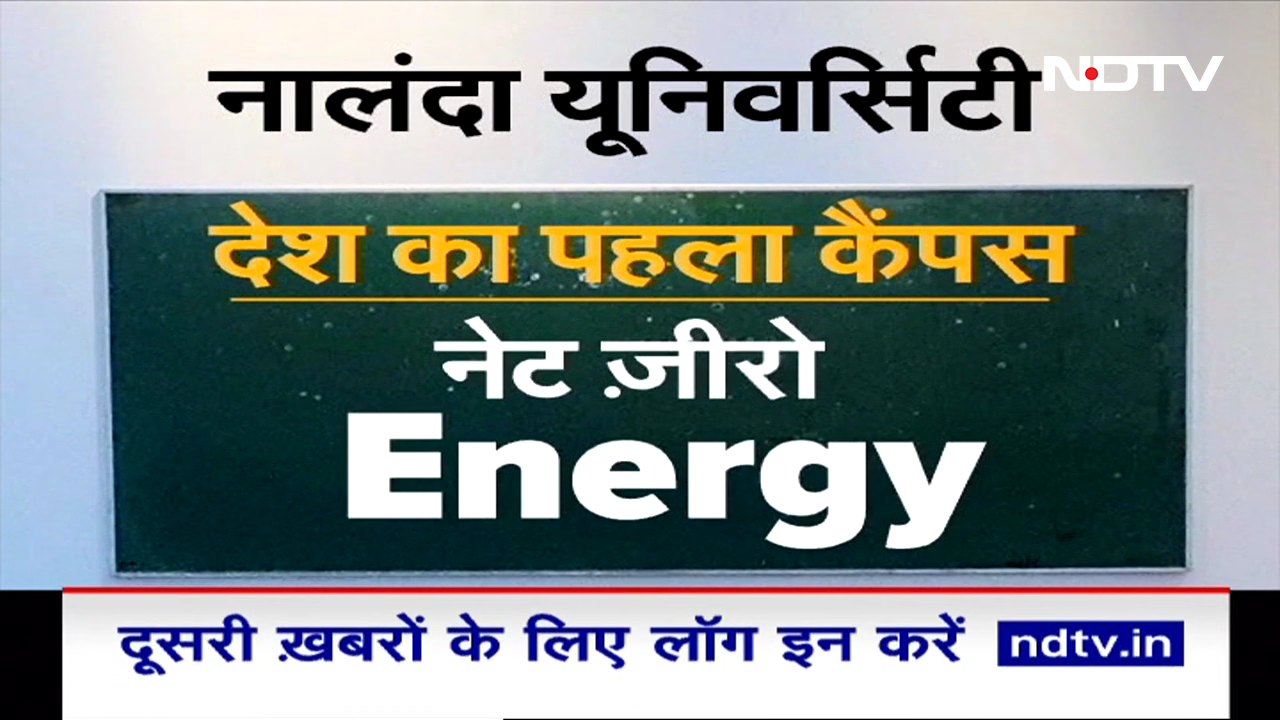 नालंदा यूनिवर्सिटी
NDTV
देश का पहला कैंपस
नेट ज़ीरो
Energy
दूसरी ख़बरों के लिए लॉग इन करें ndtv.in